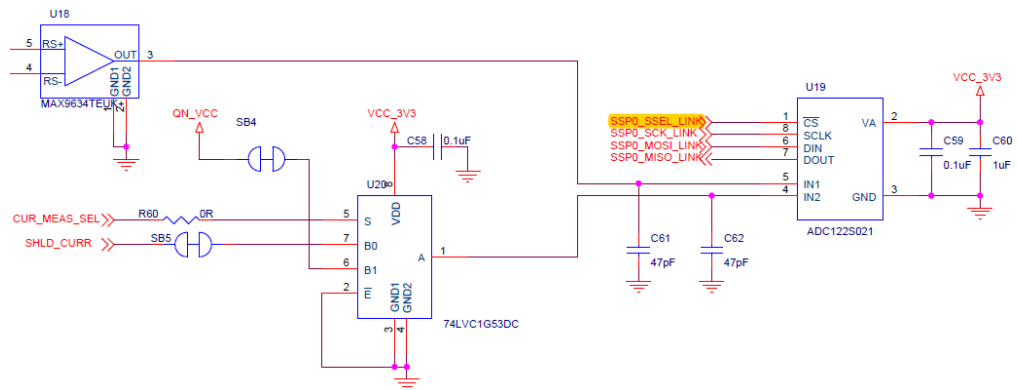 U18
5 RS+
OUT 3
4 RS-
GND1
GND2
MAX9634TEUK
1
2+
QN_VCC
SB4
VCC_3V3
C58
0.1uF
U20
8
VDD
CUR_MEAS_SEL
R60
0R
5 S
SHLD_CURR
SB5
7 B0
6 B1
A 1
2 E
GND1
GND2
3
4
74LVC1G53DC
VCC_3V3
U19
SSP0_SSEL_LINK 1 CS VA 2
SSP0_SCK_LINK 8 SCLK
SSP0_MOSI_LINK 6 DIN
SSP0_MISO_LINK 7 DOUT
5 IN1
4 IN2 GND 3
ADC122S021
C59
0.1uF
C60
1uF
C61
47pF
C62
47pF